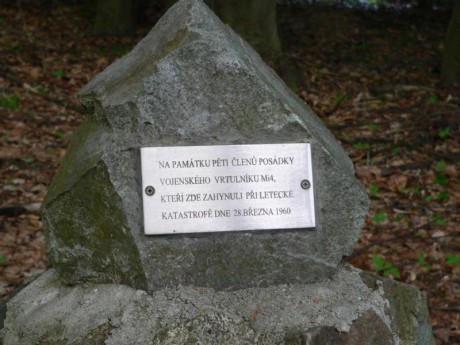 NA PAMÁTKU PĚTI ČLENŮ POSÁDKY
VOJENSKÉHO VRTULNÍKU Mi4,
KTEŘÍ ZDE ZAHYNULI PŘI LETECKÉ
KATASTROFĚ DNE 28.BŘEZNA 1960